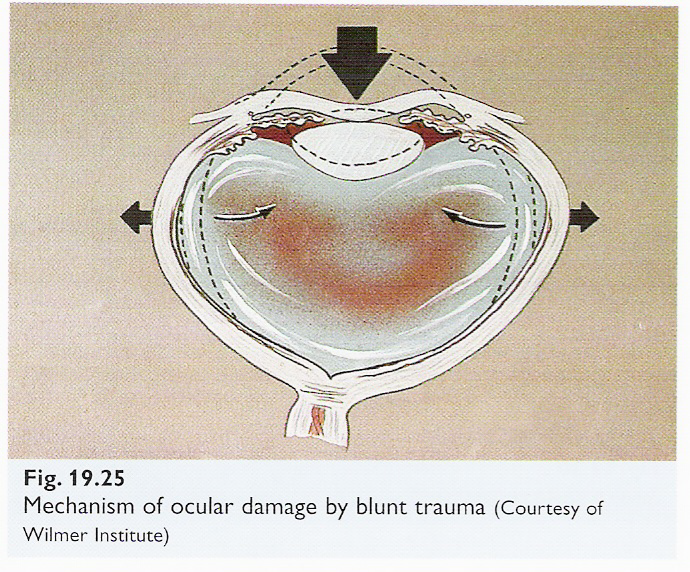 Fig. 19.25
Mechanism of ocular damage by blunt trauma (Courtesy of
Wilmer Institute)